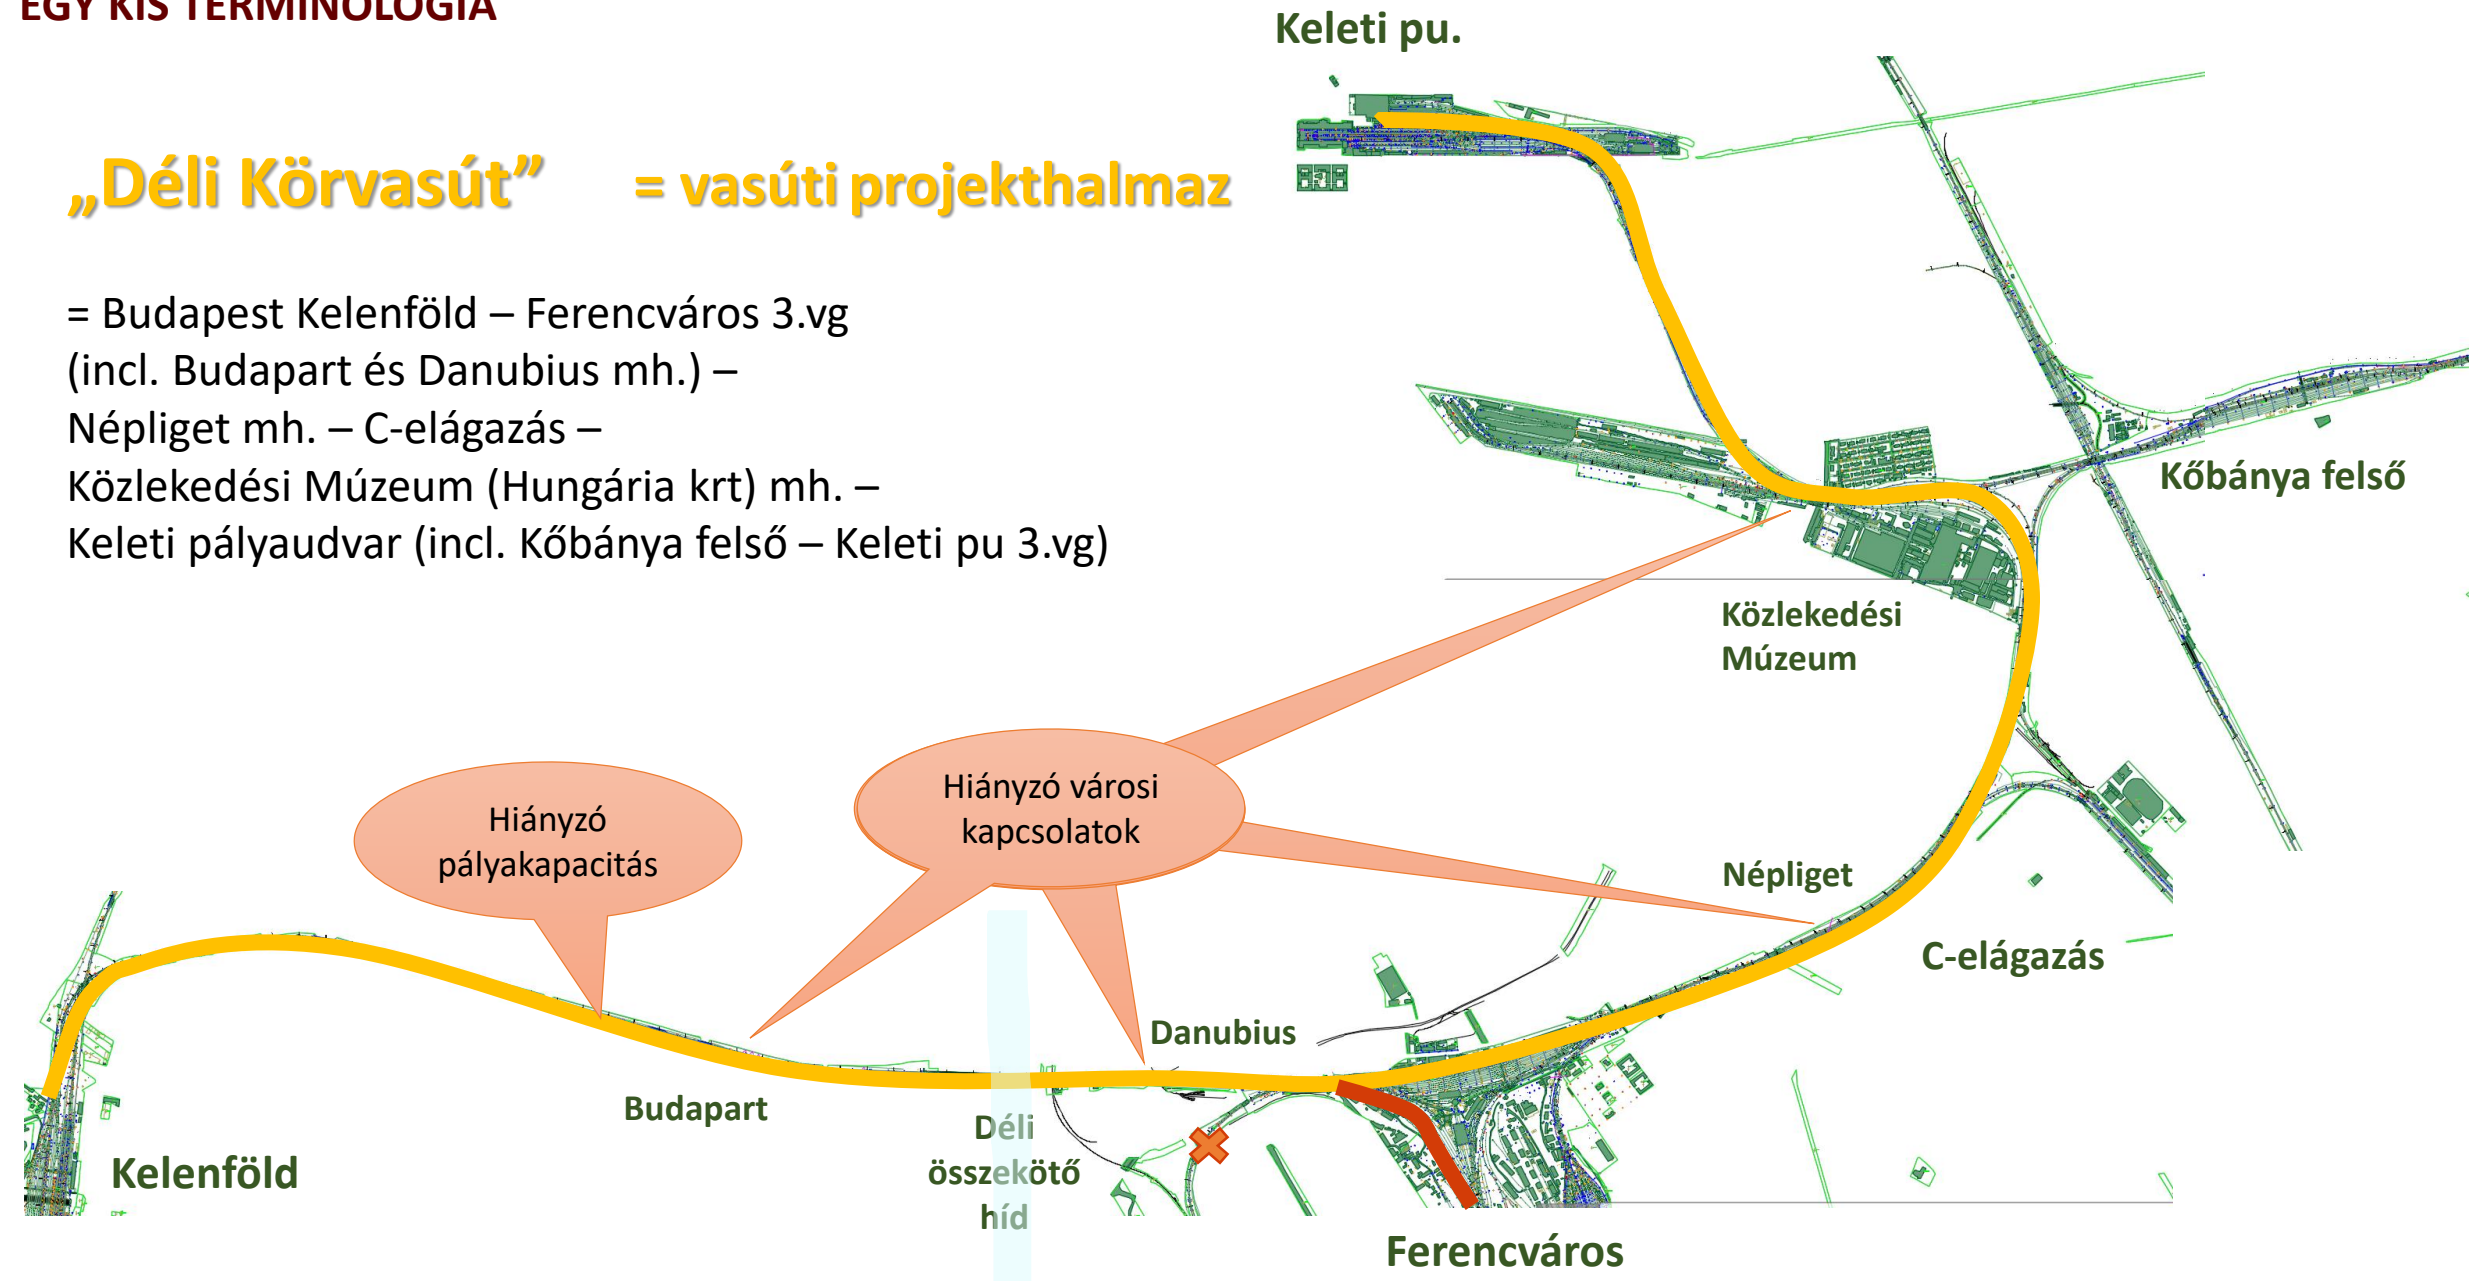 EGY KIS TERMINOLÓGIA
Keleti pu.
„Déli Körvasút” = vasúti projekthalmaz
= Budapest Kelenföld – Ferencváros 3.vg
(incl. Budapart és Danubius mh.) –
Népliget mh. – C-elágazás –
Közlekedési Múzeum (Hungária krt) mh. –
Keleti pályaudvar (incl. Kőbánya felső – Keleti pu 3.vg)
Kőbánya felső
Közlekedési
Múzeum
Hiányzó
pályakapacitás
Hiányzó városi
kapcsolatok
Népliget
C-elágazás
Danubius
Budapart
Déli
összekötő
híd
Kelenföld
Ferencváros